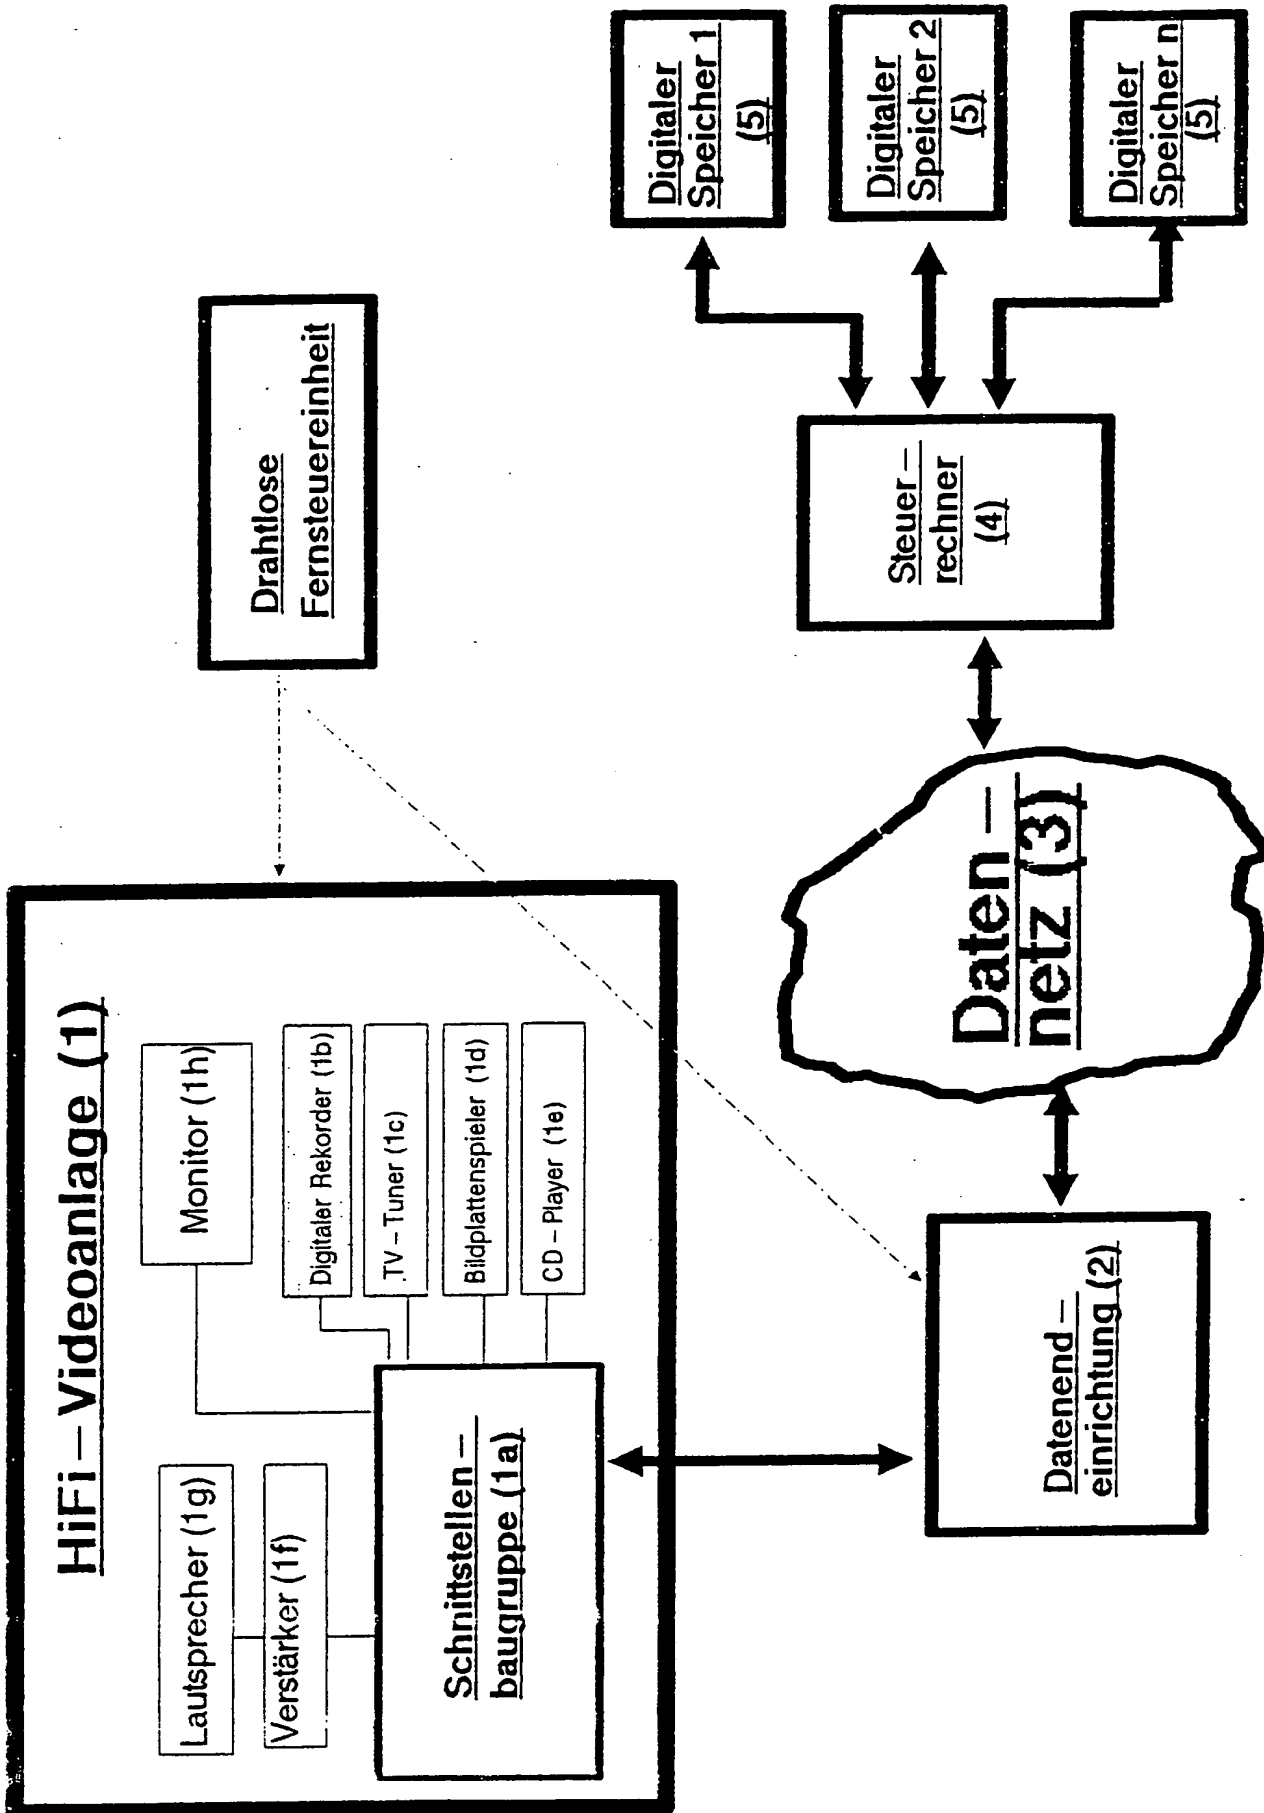 HiFi – Videoanlage (1)
Lautsprecher (1g)
Verstärker (1f)
Monitor (1h)
Digitaler Rekorder (1b)
TV – Tuner (1c)
Bildplattenspieler (1d)
CD – Player (1e)
Schnittstellen –
baugruppe (1a)
Drahtlose
Fernsteuereinheit
Datenend –
einrichtung (2)
Daten –
netz (3)
Steuer –
rechner
(4)
Digitaler
Speicher 1
(5)
Digitaler
Speicher 2
(5)
Digitaler
Speicher n
(5)